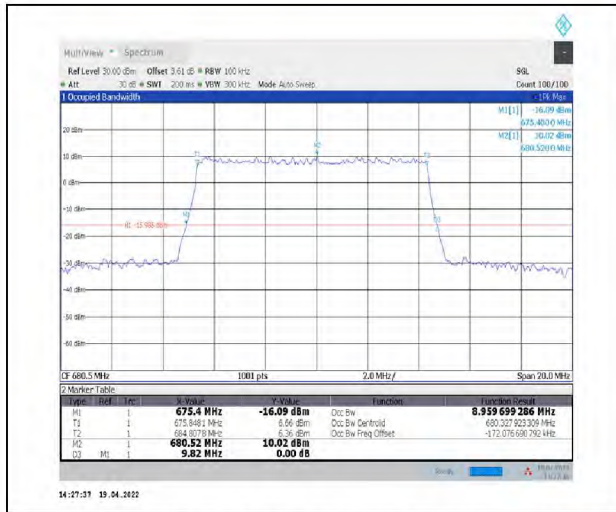 MultiView Spectrum
Ref Level 30.00 dBm Offset 3.61 dB RBW 100 kHz SGL
Att 30 dB SWT 200 ms VBW 300 kHz Mode Auto Sweep Count 100/100
1 Occupied Bandwidth 1Pk Max
M1[1] -16.09 dBm
675.4000 MHz
M2[1] 10.02 dBm
680.5200 MHz
20 dBm
10 dBm
0 dBm
-10 dBm
-20 dBm
-30 dBm
-40 dBm
-50 dBm
-60 dBm
CF 680.5 MHz 1001 pts 2.0 MHz/ Span 20.0 MHz
2 Marker Table
Type Ref Trc X-Value Y-Value Function Function Result
M1 1 675.4 MHz -16.09 dBm Occ Bw 8.959 699 286 MHz
T1 1 675.8481 MHz 6.66 dBm Occ Bw Centroid 680.327 923 309 MHz
T2 1 684.8078 MHz 6.36 dBm Occ Bw Freq Offset -172.076 690 792 kHz
M2 1 680.52 MHz 10.02 dBm
D3 M1 1 9.82 MHz 0.00 dB
14:27:37 19.04.2022